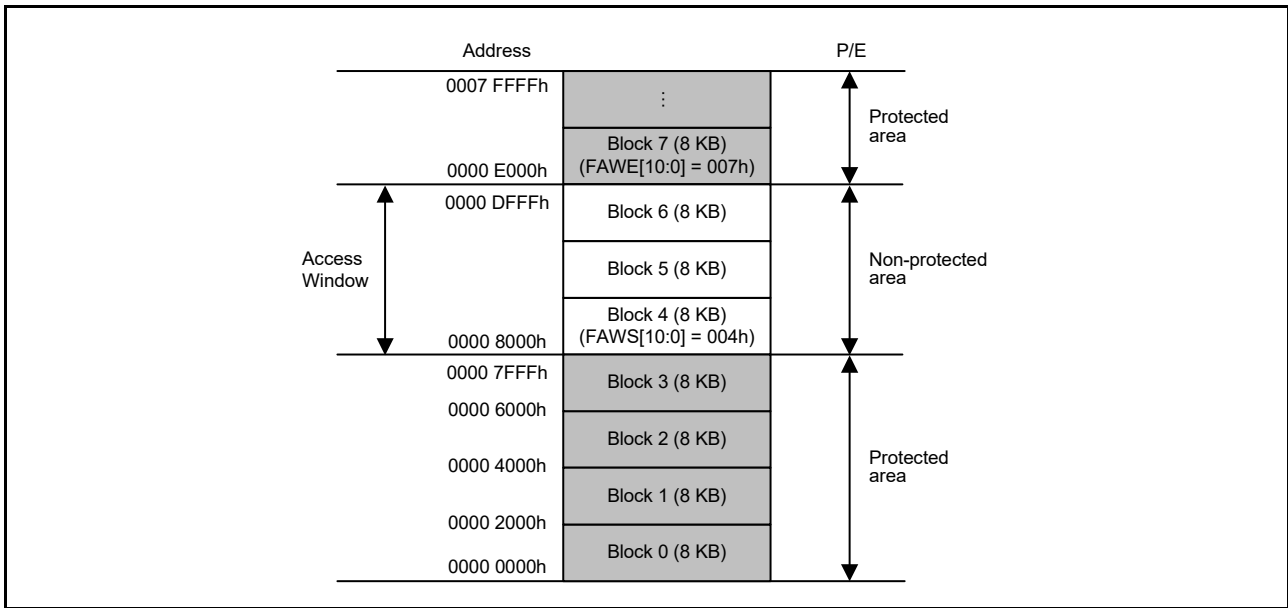 Address P/E
0007 FFFFh
⋮
Protected
area
Block 7 (8 KB)
(FAWE[10:0] = 007h)
0000 E000h
0000 DFFFh
Block 6 (8 KB)
Access
Window
Block 5 (8 KB)
Non-protected
area
Block 4 (8 KB)
(FAWS[10:0] = 004h)
0000 8000h
0000 7FFFh
Block 3 (8 KB)
0000 6000h
Block 2 (8 KB)
0000 4000h
Protected
area
Block 1 (8 KB)
0000 2000h
Block 0 (8 KB)
0000 0000h